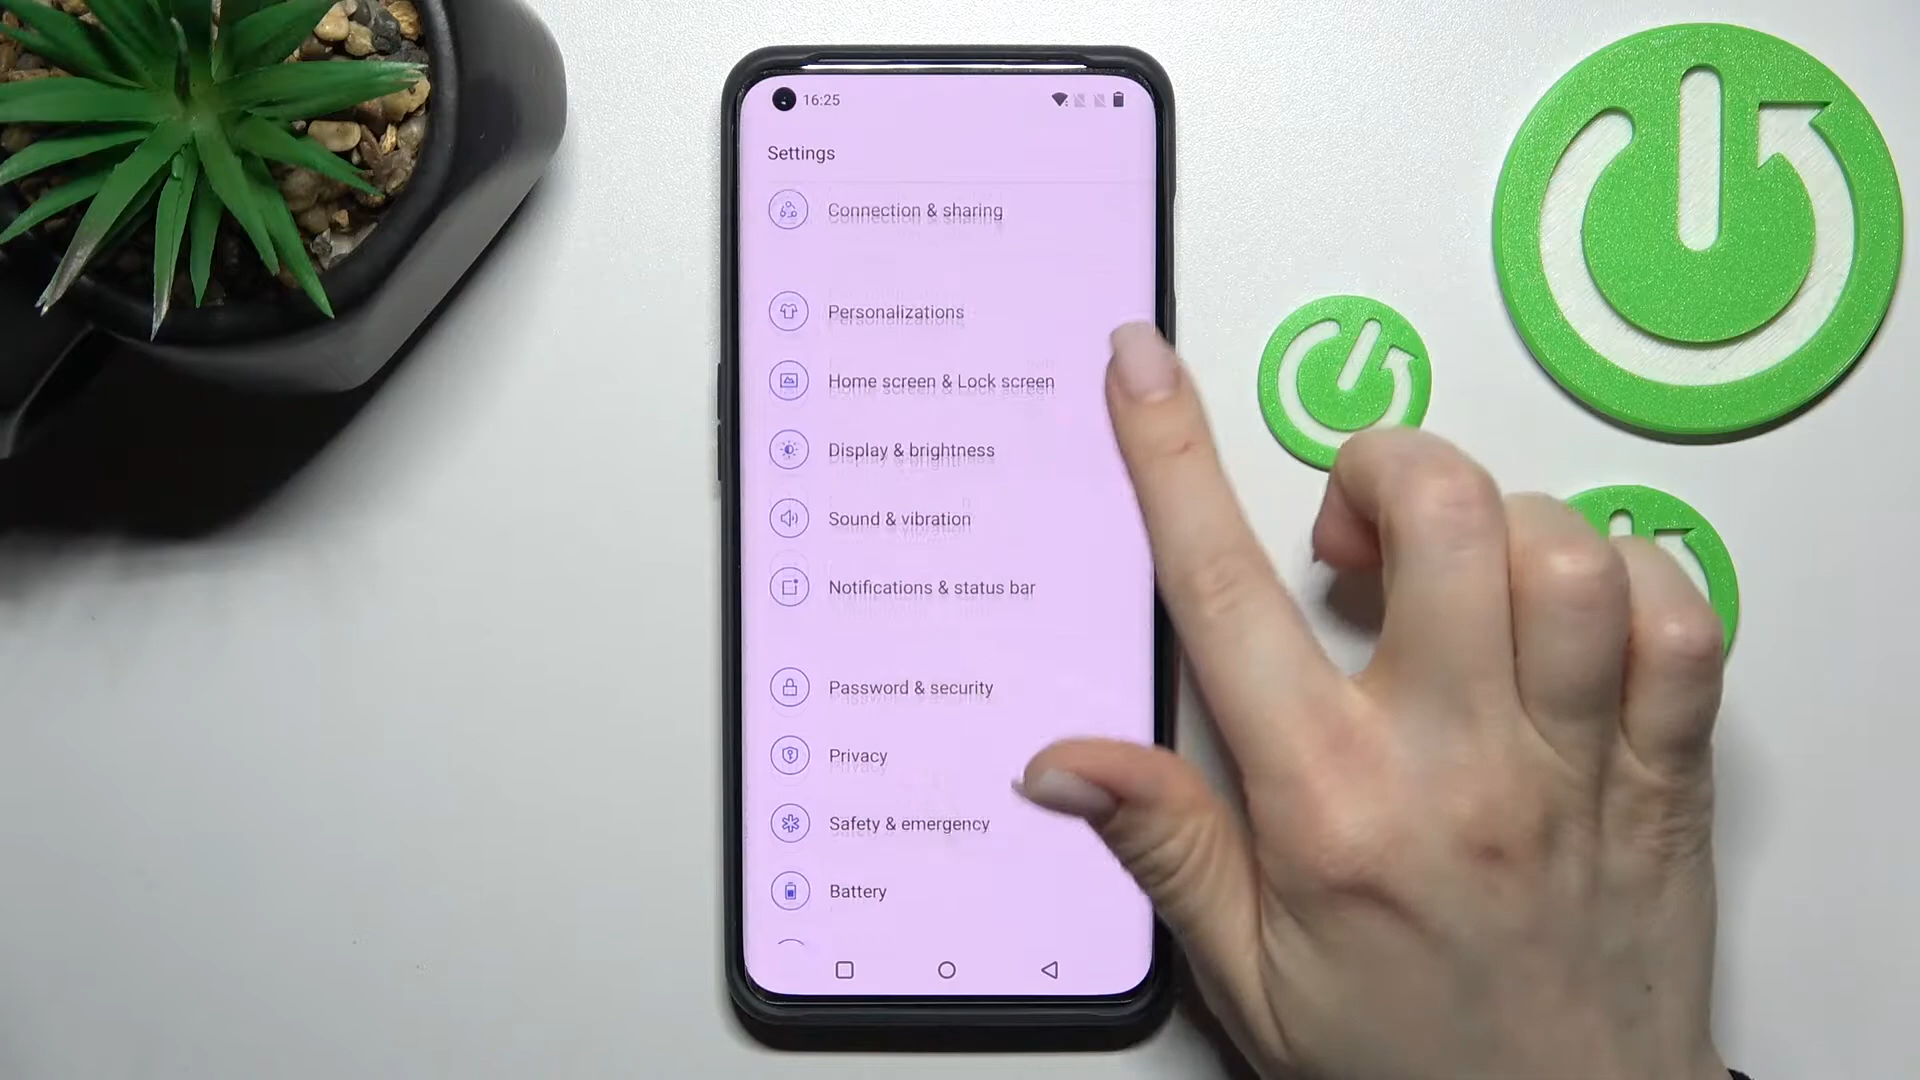 16:25
Settings
Connection & sharing
Personalizations
Home screen & Lock screen
Display & brightness
Sound & vibration
Notifications & status bar
Password & security
Privacy
Safety & emergency
Battery